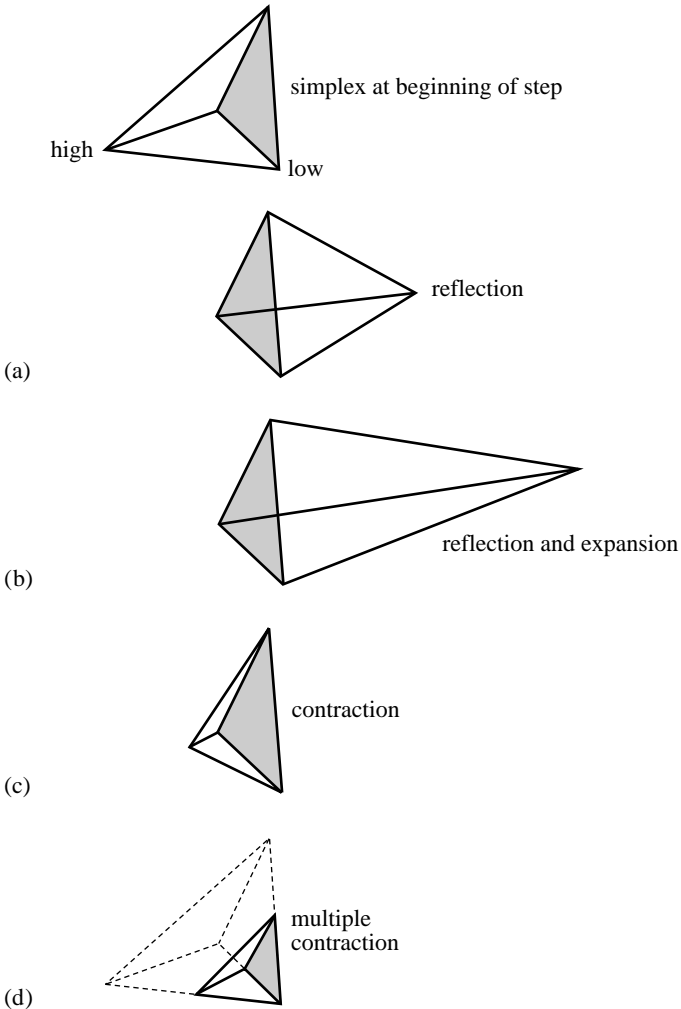 simplex at beginning of step
high
low
reflection
(a)
reflection and expansion
(b)
contraction
(c)
multiple
contraction
(d)